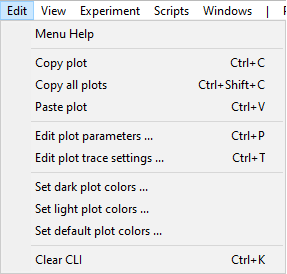 Edit View Experiment Scripts Windows |
Menu Help
Copy plot Ctrl+C
Copy all plots Ctrl+Shift+C
Paste plot Ctrl+V
Edit plot parameters ... Ctrl+P
Edit plot trace settings ... Ctrl+T
Set dark plot colors ...
Set light plot colors ...
Set default plot colors ...
Clear CLI Ctrl+K